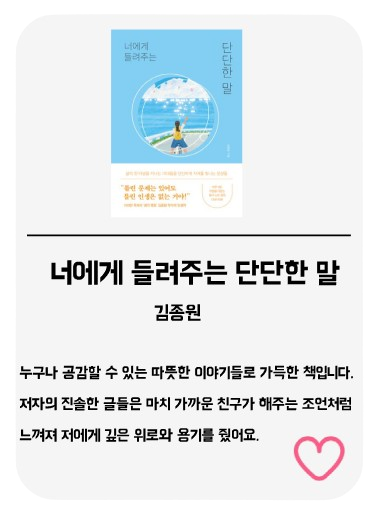 너에게
들려주는
단단한 말
"틀린 문제는 있어도
틀린 인생은 없는 거야!"
너에게 들려주는 단단한 말
김종원
누구나 공감할 수 있는 따뜻한 이야기들로 가득한 책입니다.
저자의 진솔한 글들은 마치 가까운 친구가 해주는 조언처럼
느껴져 저에게 깊은 위로와 용기를 줬어요.